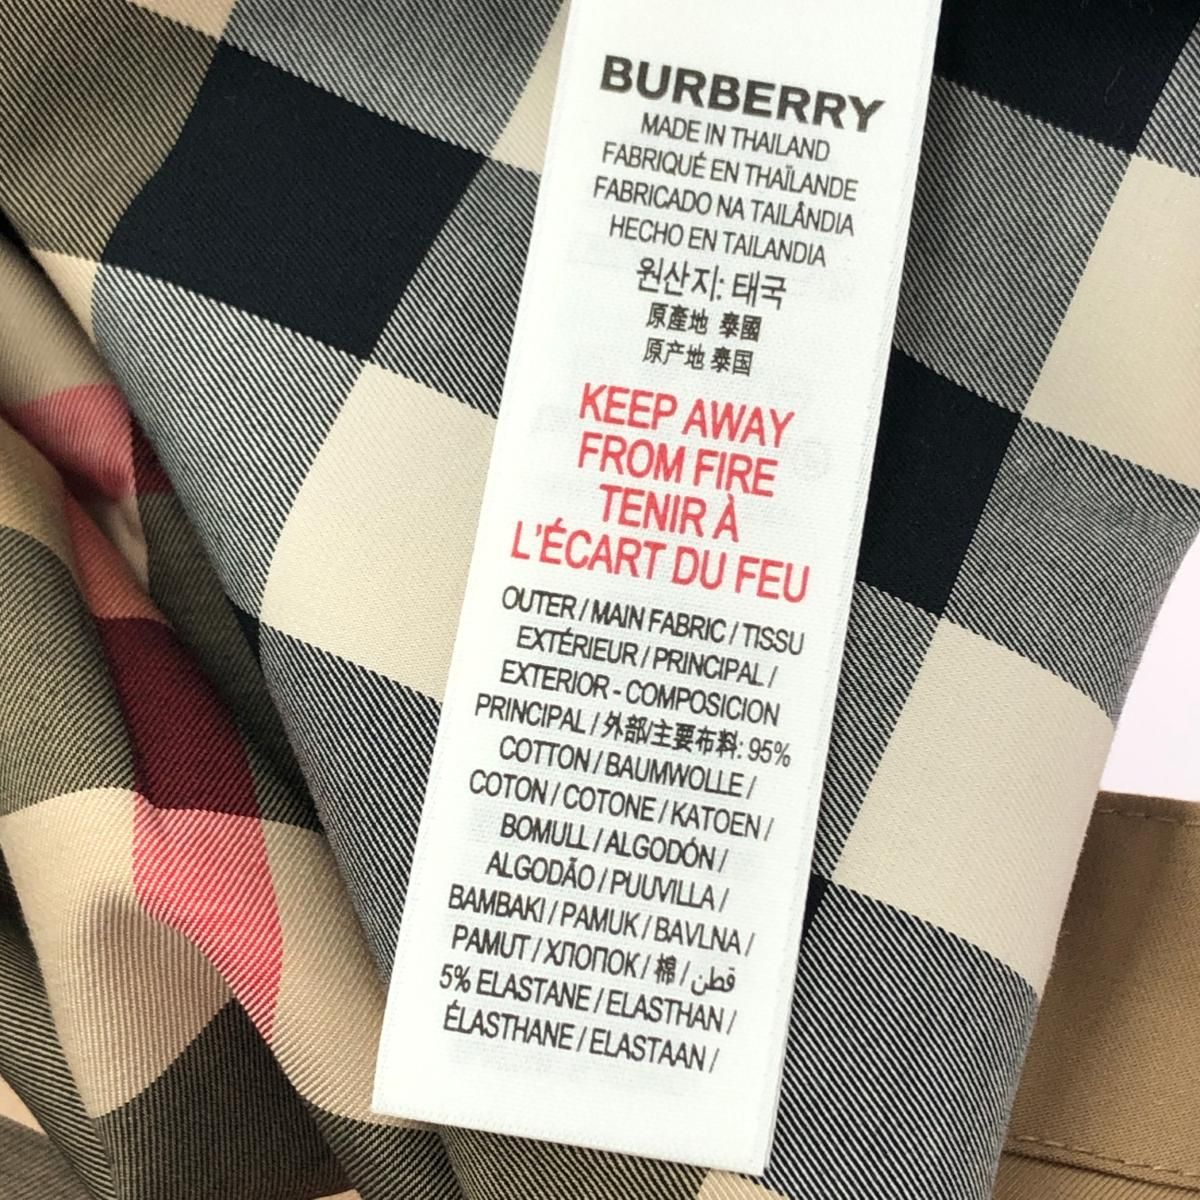 BURBERRY
MADE IN THAILAND
FABRIQUÉ EN THAÏLANDE
FABRICADO NA TAILÂNDIA
HECHO EN TAILANDIA
원산지: 태국
原產地 泰國
原产地 泰国
KEEP AWAY
FROM FIRE
TENIR À
L'ÉCART DU FEU
OUTER / MAIN FABRIC / TISSU
EXTÉRIEUR / PRINCIPAL /
EXTERIOR - COMPOSICION
PRINCIPAL / 外部/主要布料: 95%
COTTON / BAUMWOLLE /
COTON / COTONE / KATOEN /
BOMULL / ALGODÓN /
ALGODÃO / PUUVILLA /
BAMBAKI / PAMUK / BAVLNA /
PAMUT / ХЛОПОК / 棉 / قطن
5% ELASTANE / ELASTHAN /
ÉLASTHANE / ELASTAAN /